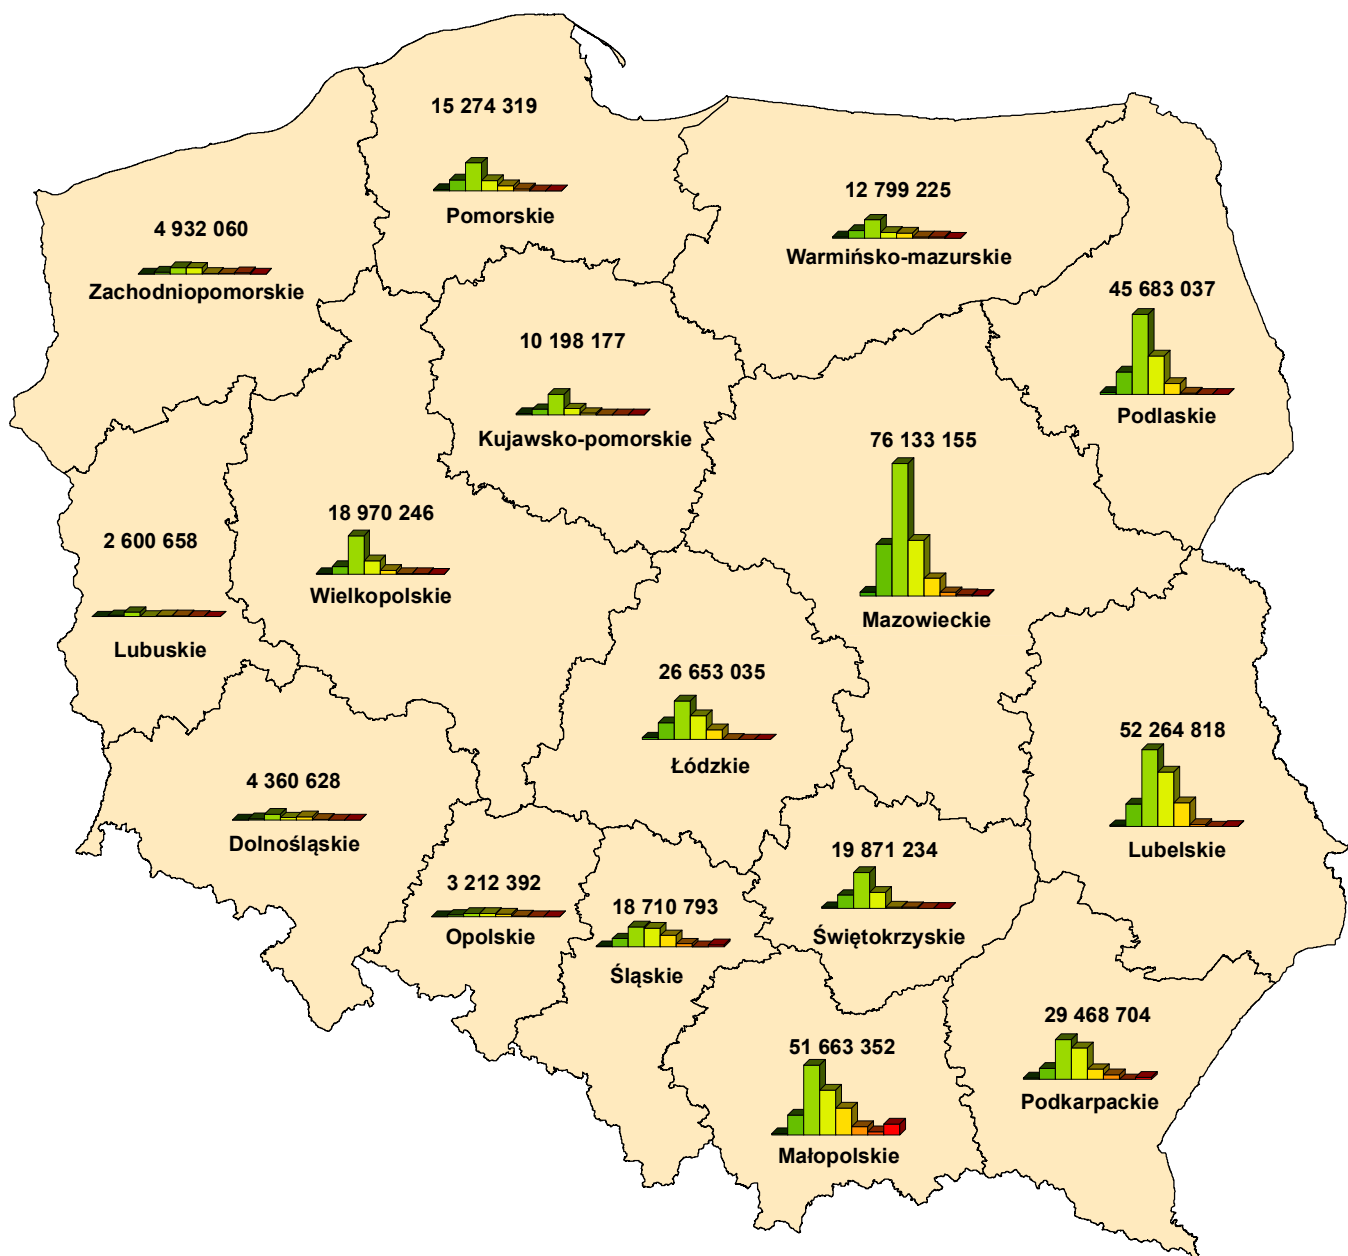 15 274 319
Pomorskie
12 799 225
Warmińsko-mazurskie
4 932 060
Zachodniopomorskie
45 683 037
Podlaskie
10 198 177
Kujawsko-pomorskie
76 133 155
Mazowieckie
18 970 246
Wielkopolskie
2 600 658
Lubuskie
26 653 035
Łódzkie
52 264 818
Lubelskie
4 360 628
Dolnośląskie
3 212 392
Opolskie
18 710 793
Śląskie
19 871 234
Świętokrzyskie
51 663 352
Małopolskie
29 468 704
Podkarpackie